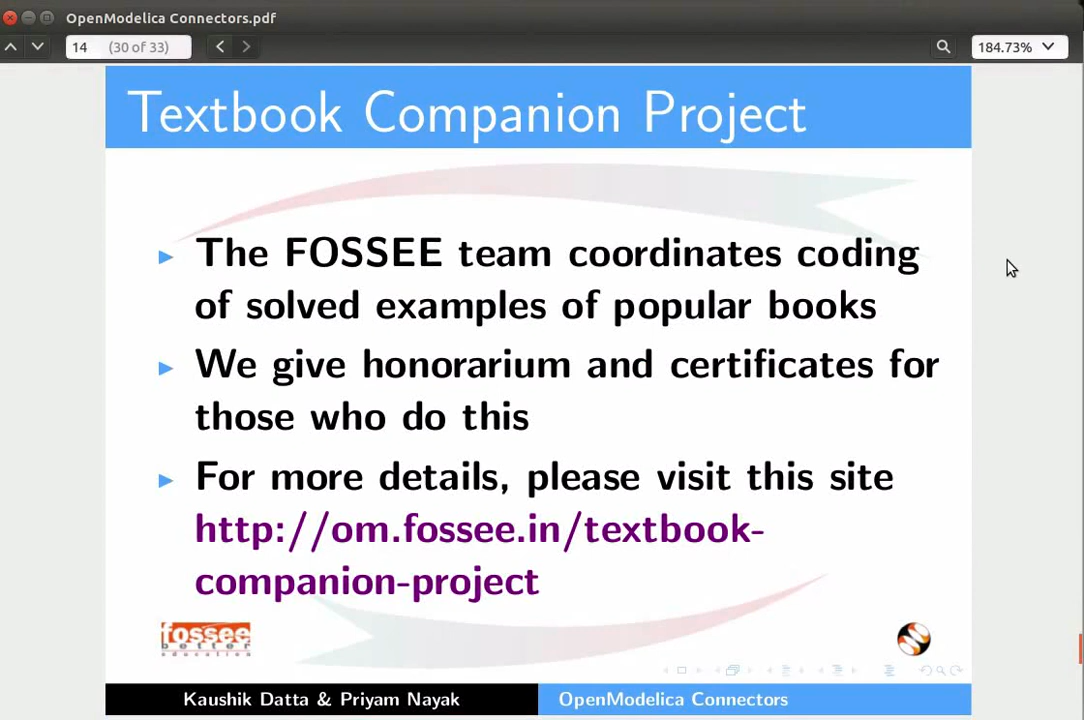 OpenModelica Connectors.pdf
14 (30 of 33)
184.73%
Textbook Companion Project
The FOSSEE team coordinates coding
of solved examples of popular books
We give honorarium and certificates for
those who do this
For more details, please visit this site
http://om.fossee.in/textbook-
companion-project
fossee
better
education
Kaushik Datta & Priyam Nayak
OpenModelica Connectors